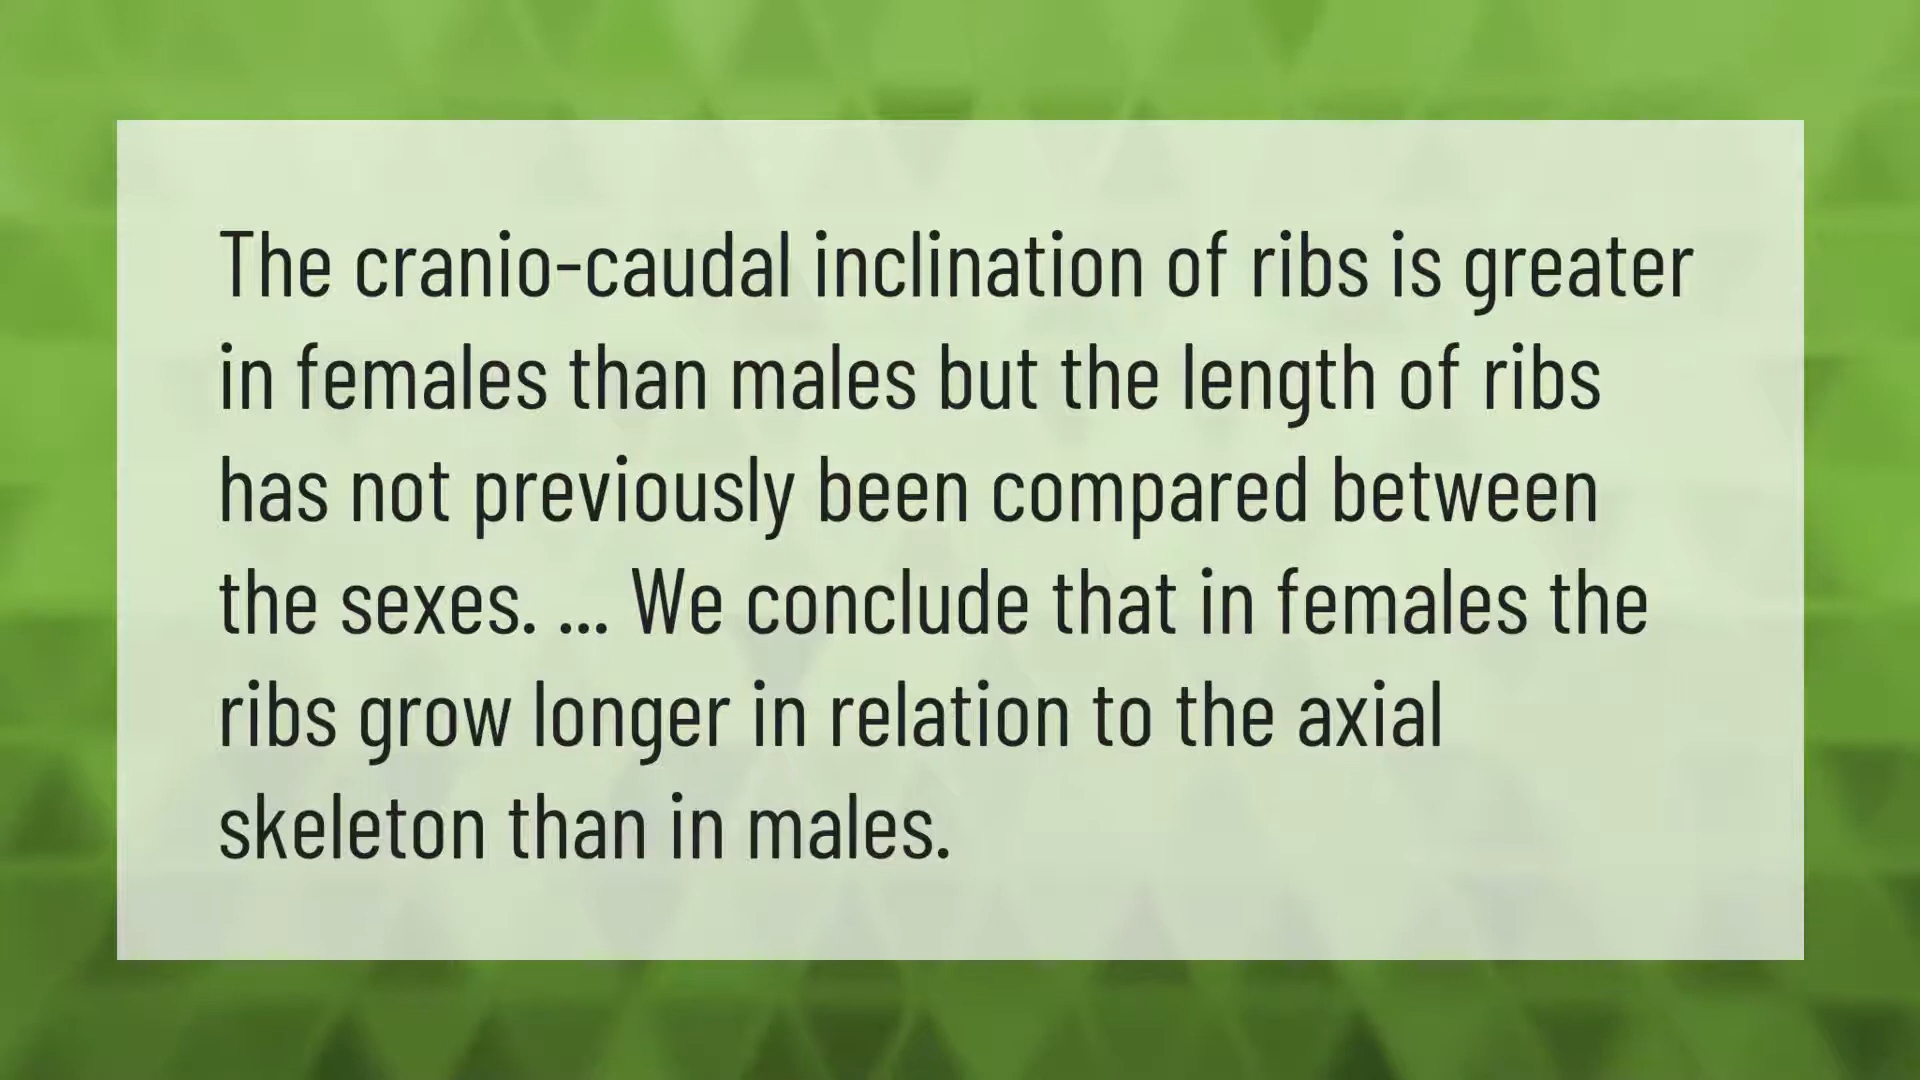 The cranio-caudal inclination of ribs is greater
in females than males but the length of ribs
has not previously been compared between
the sexes. ... We conclude that in females the
ribs grow longer in relation to the axial
skeleton than in males.